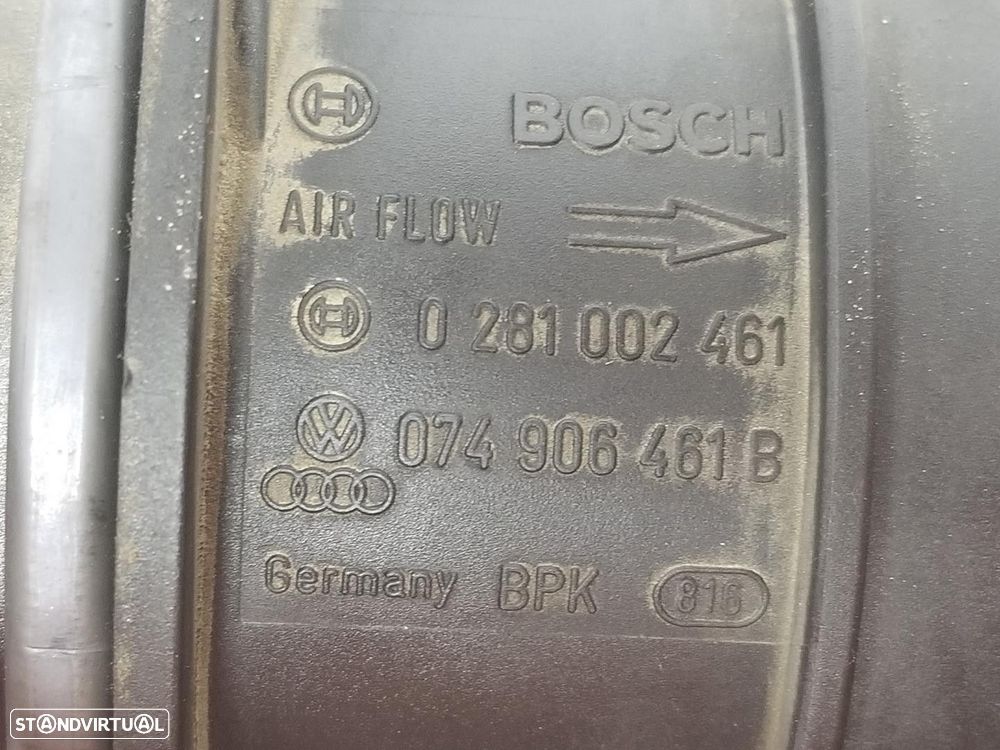 BOSCH
AIR FLOW
0 281 002 461
074 906 461 B
Germany BPK 816
STANDVIRTUAL